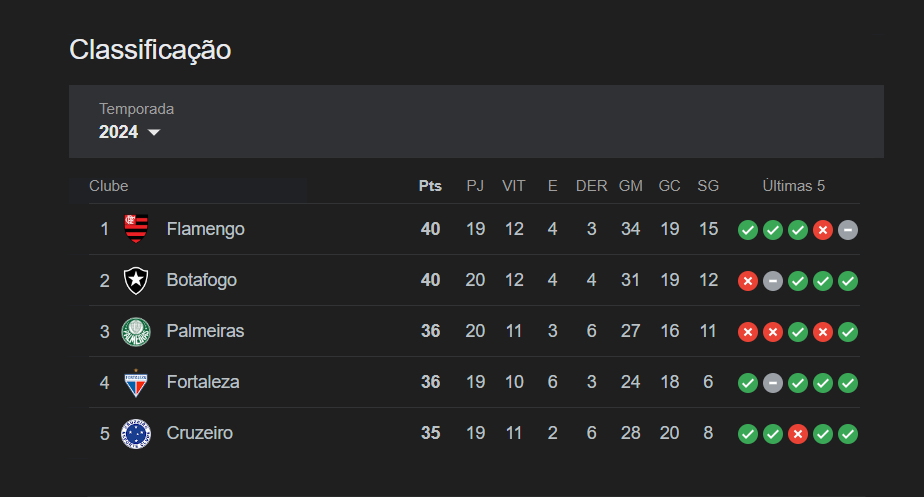 Classificação
Temporada
2024
Clube Pts PJ VIT E DER GM GC SG Últimas 5
1 Flamengo 40 19 12 4 3 34 19 15
2 Botafogo 40 20 12 4 4 31 19 12
3 Palmeiras 36 20 11 3 6 27 16 11
4 Fortaleza 36 19 10 6 3 24 18 6
5 Cruzeiro 35 19 11 2 6 28 20 8